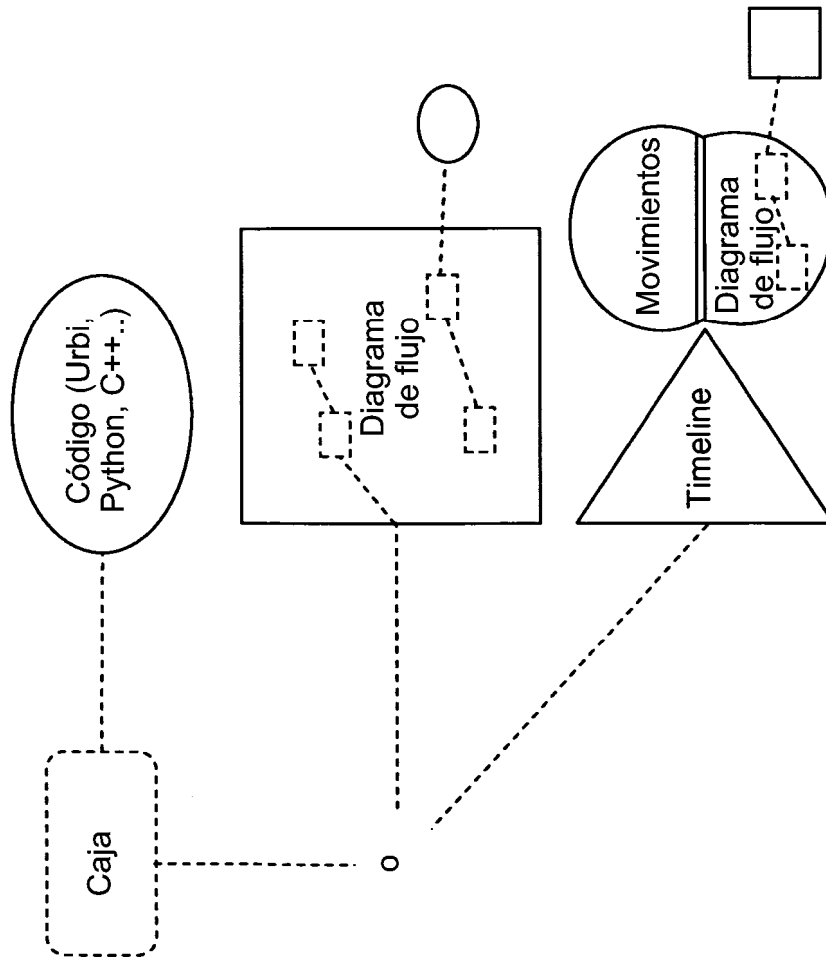 Caja
o
Código (Urbi,
Python, C++..)
Diagrama
de flujo
Timeline
Movimientos
Diagrama
de flujo